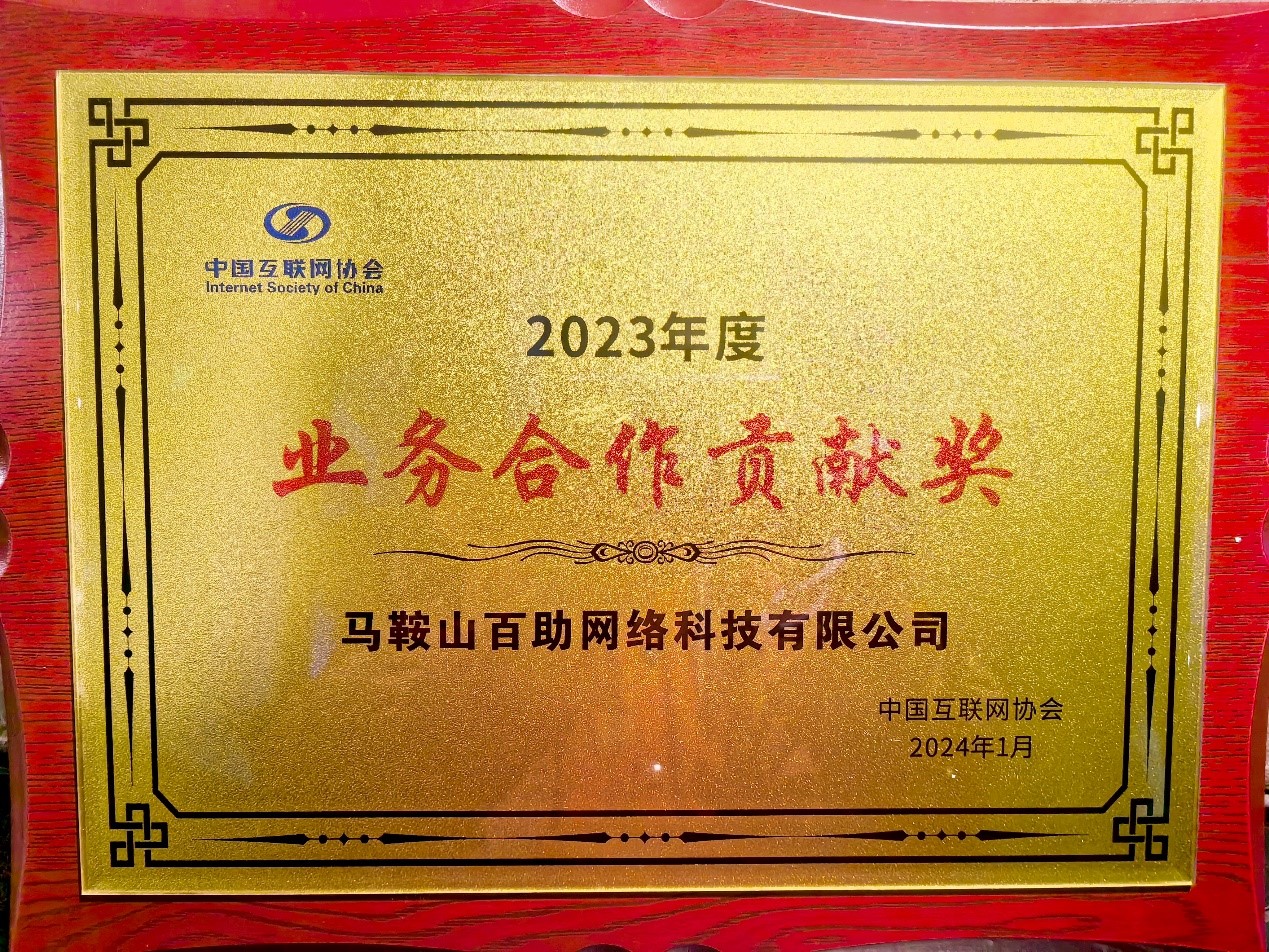 中国互联网协会
Internet Society of China
2023年度
业务合作贡献奖
马鞍山百助网络科技有限公司
中国互联网协会
2024年1月